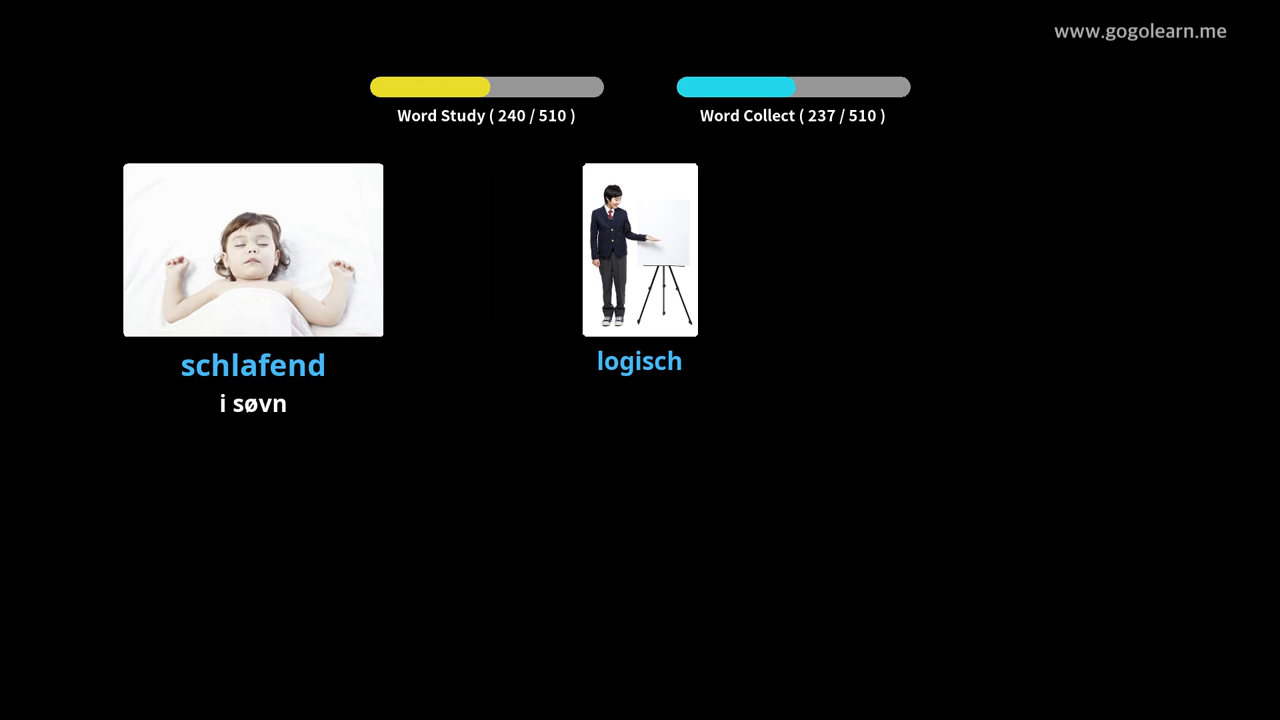 www.gogolearn.me
Word Study ( 240 / 510 )
Word Collect ( 237 / 510 )
schlafend
i søvn
logisch